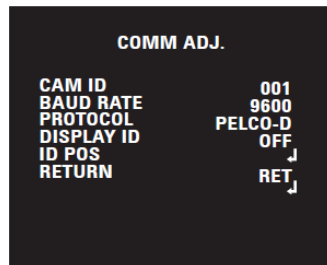 COMM ADJ.
CAM ID 001
BAUD RATE 9600
PROTOCOL PELCO-D
DISPLAY ID OFF
ID POS ↲
RETURN RET↲